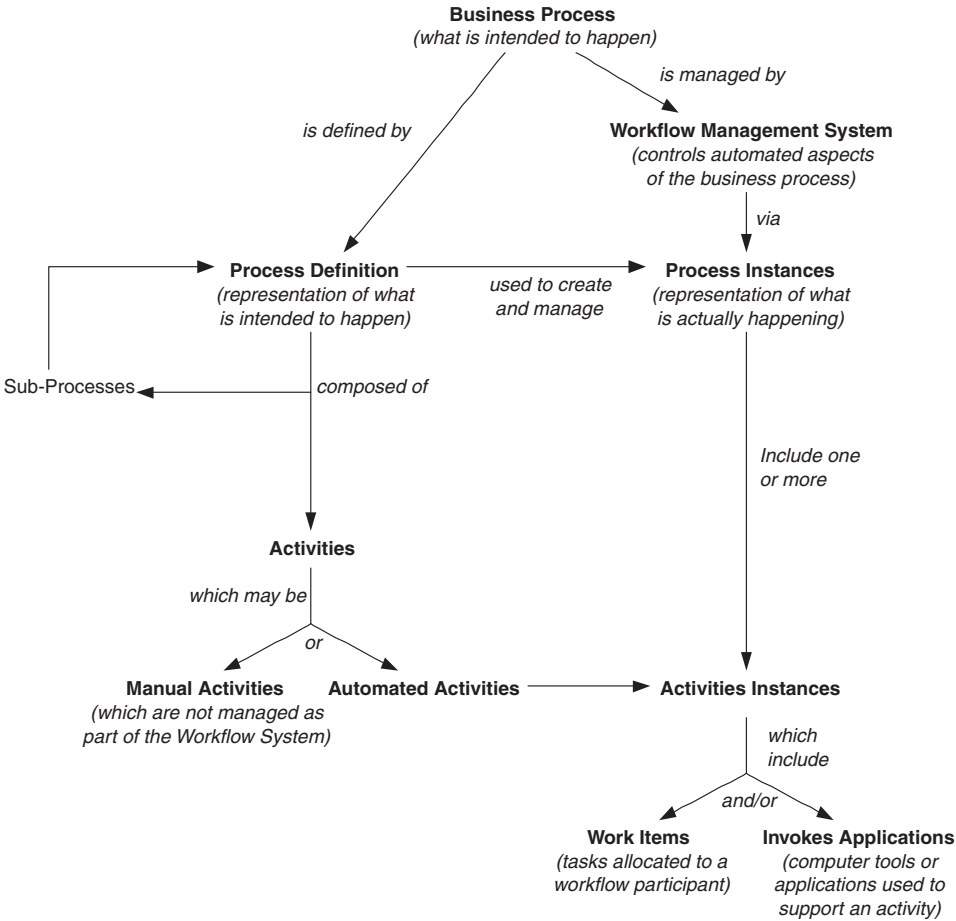 Business Process
(what is intended to happen)
is managed by
is defined by
Workflow Management System
(controls automated aspects
of the business process)
via
Process Definition
(representation of what
is intended to happen)
used to create
and manage
Process Instances
(representation of what
is actually happening)
Sub-Processes
composed of
Include one
or more
Activities
which may be
or
Manual Activities
(which are not managed as
part of the Workflow System)
Automated Activities
Activities Instances
which
include
and/or
Work Items
(tasks allocated to a
workflow participant)
Invokes Applications
(computer tools or
applications used to
support an activity)